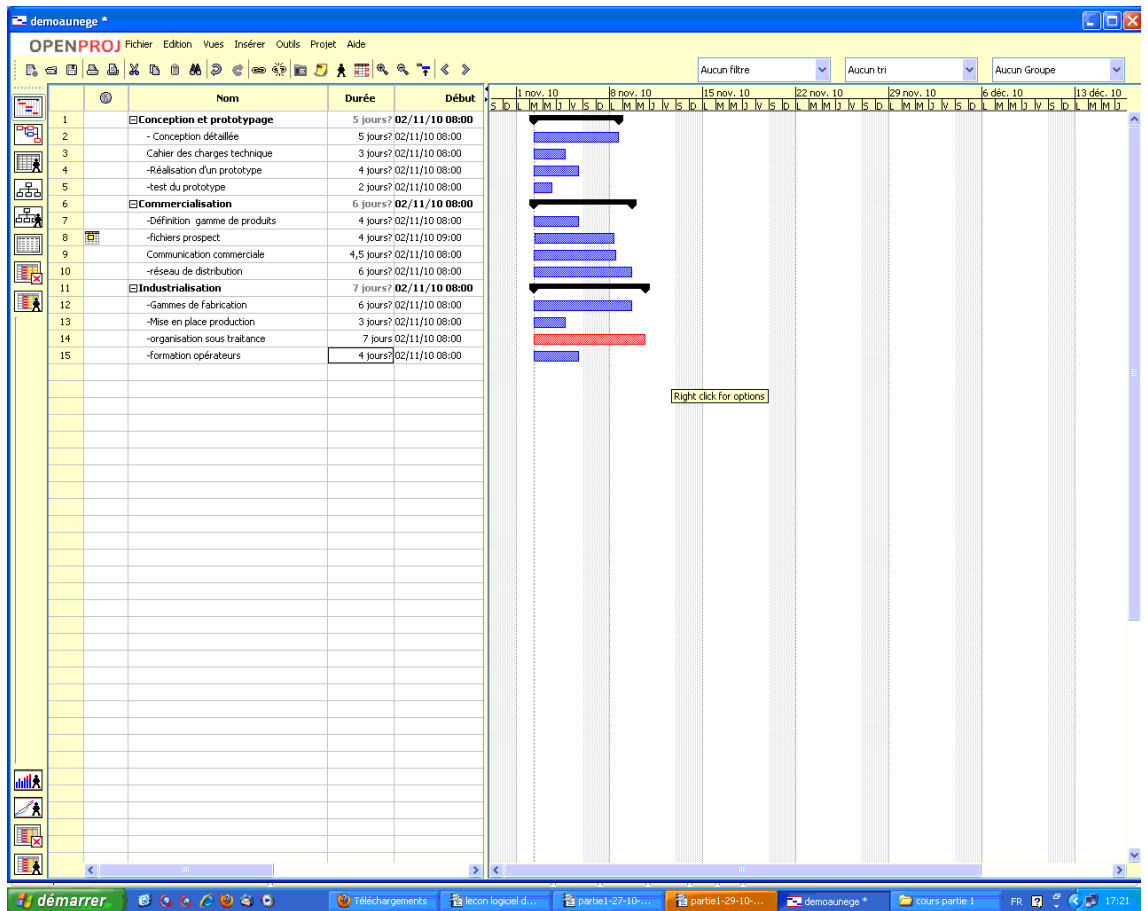 demoaunege *
OPENPROJ Fichier Edition Vues Insérer Outils Projet Aide
Aucun filtre Aucun tri Aucun Groupe
Nom Durée Début
1 nov. 10 8 nov. 10 15 nov. 10 22 nov. 10 29 nov. 10 6 déc. 10 13 déc. 10
S D L M M J V S D L M M J V S D L M M J V S D L M M J V S D L M M J V S D L M M J V S D L M M J
1 Conception et prototypage 5 jours? 02/11/10 08:00
2 - Conception détaillée 5 jours? 02/11/10 08:00
3 Cahier des charges technique 3 jours? 02/11/10 08:00
4 -Réalisation d'un prototype 4 jours? 02/11/10 08:00
5 -test du prototype 2 jours? 02/11/10 08:00
6 Commercialisation 6 jours? 02/11/10 08:00
7 -Définition gamme de produits 4 jours? 02/11/10 08:00
8 -fichiers prospect 4 jours? 02/11/10 09:00
9 Communication commerciale 4,5 jours? 02/11/10 08:00
10 -réseau de distribution 6 jours? 02/11/10 08:00
11 Industrialisation 7 jours? 02/11/10 08:00
12 -Gammes de fabrication 6 jours? 02/11/10 08:00
13 -Mise en place production 3 jours? 02/11/10 08:00
14 -organisation sous traitance 7 jours 02/11/10 08:00
15 -formation opérateurs 4 jours? 02/11/10 08:00
Right click for options
démarrer Téléchargements lecon logiciel d... partie1-27-10-... partie1-29-10-... demoaunege * cours partie 1 FR 17:21